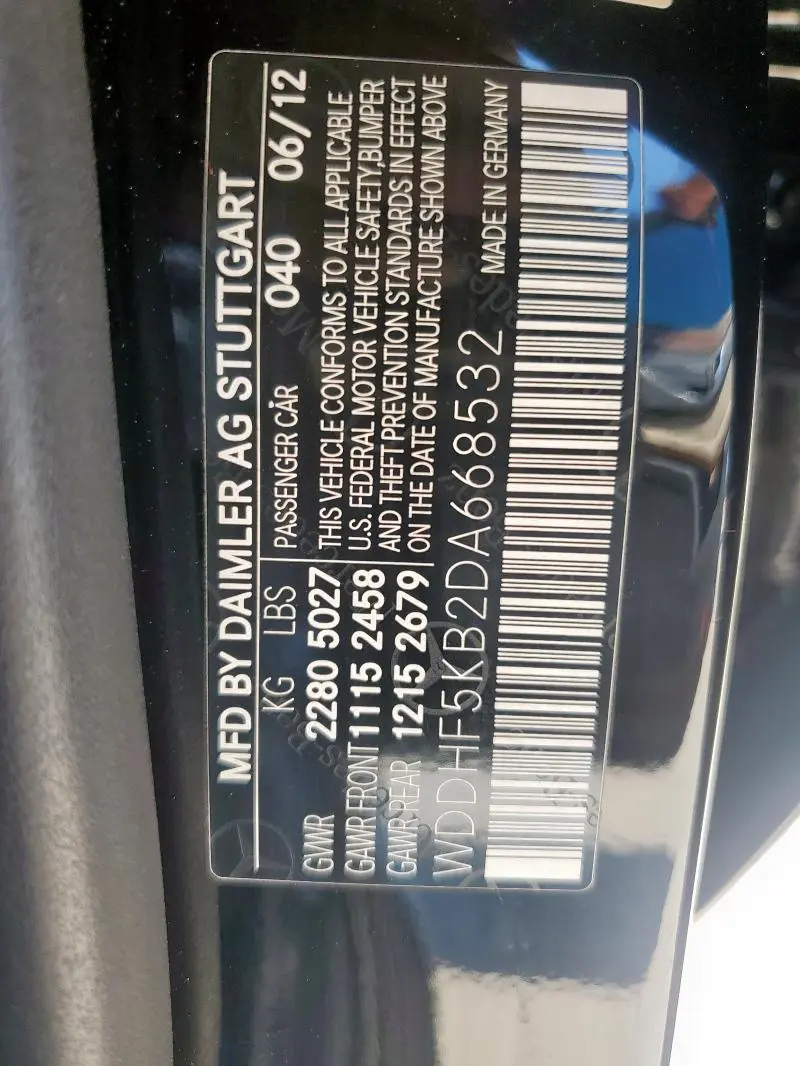 MFD BY DAIMLER AG STUTTGART
KG LBS PASSENGER CAR 040 06/12
GVWR 2280 5027 THIS VEHICLE CONFORMS TO ALL APPLICABLE
GAWR FRONT 1115 2458 U.S. FEDERAL MOTOR VEHICLE SAFETY,BUMPER
GAWR REAR 1215 2679 AND THEFT PREVENTION STANDARDS IN EFFECT
ON THE DATE OF MANUFACTURE SHOWN ABOVE
WDDHF5KB2DA668532 MADE IN GERMANY